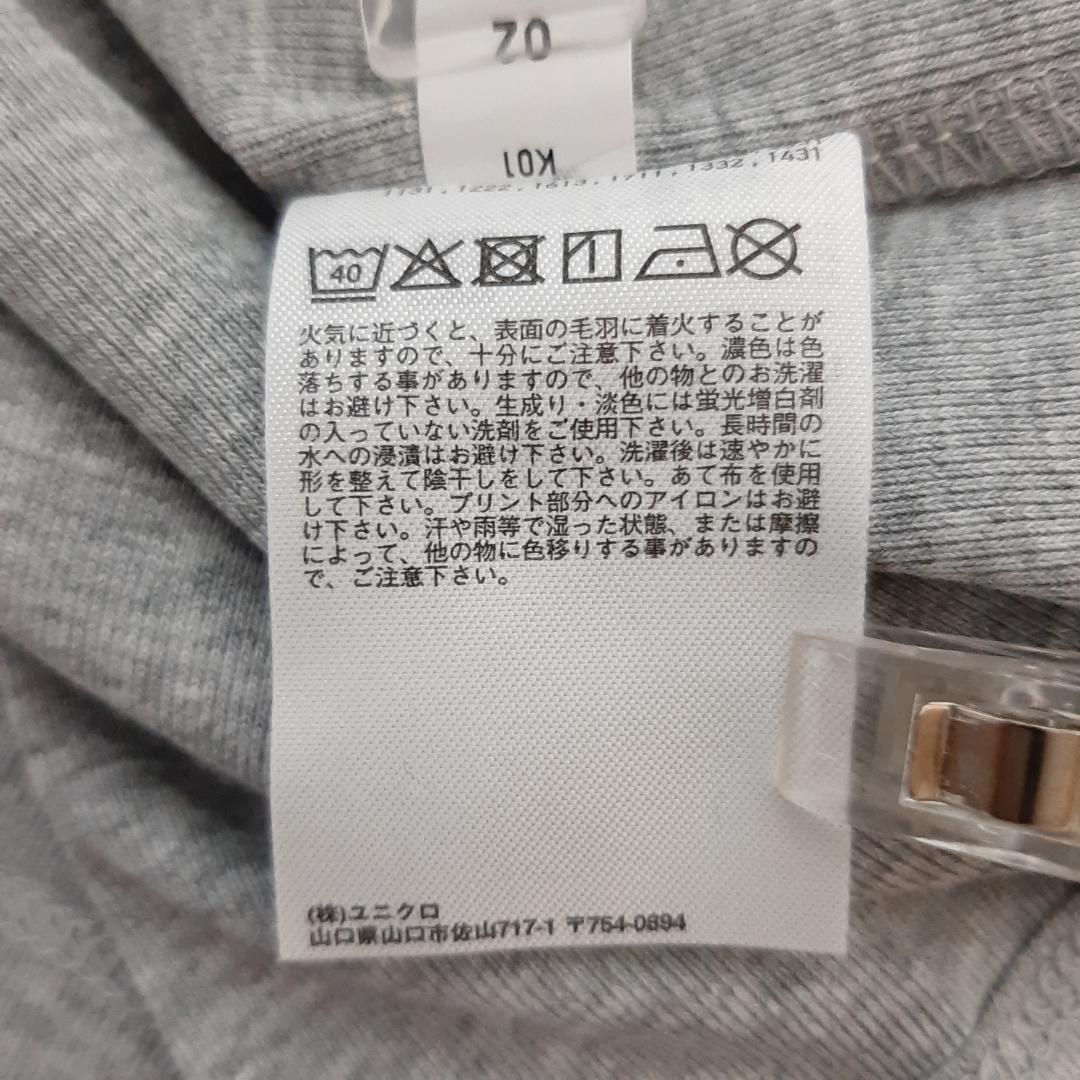 02
K01
1131,1222,1613,1711,1332,1431
40
火気に近づくと、表面の毛羽に着火することが
ありますので、十分にご注意下さい。濃色は色
落ちする事がありますので、他の物とのお洗濯
はお避け下さい。生成り・淡色には蛍光増白剤
の入っていない洗剤をご使用下さい。長時間の
水への浸漬はお避け下さい。洗濯後は速やかに
形を整えて陰干しをして下さい。あて布を使用
して下さい。プリント部分へのアイロンはお避
け下さい。汗や雨等で湿った状態、または摩擦
によって、他の物に色移りする事がありますの
で、ご注意下さい。
(株)ユニクロ
山口県山口市佐山717-1 〒754-0894